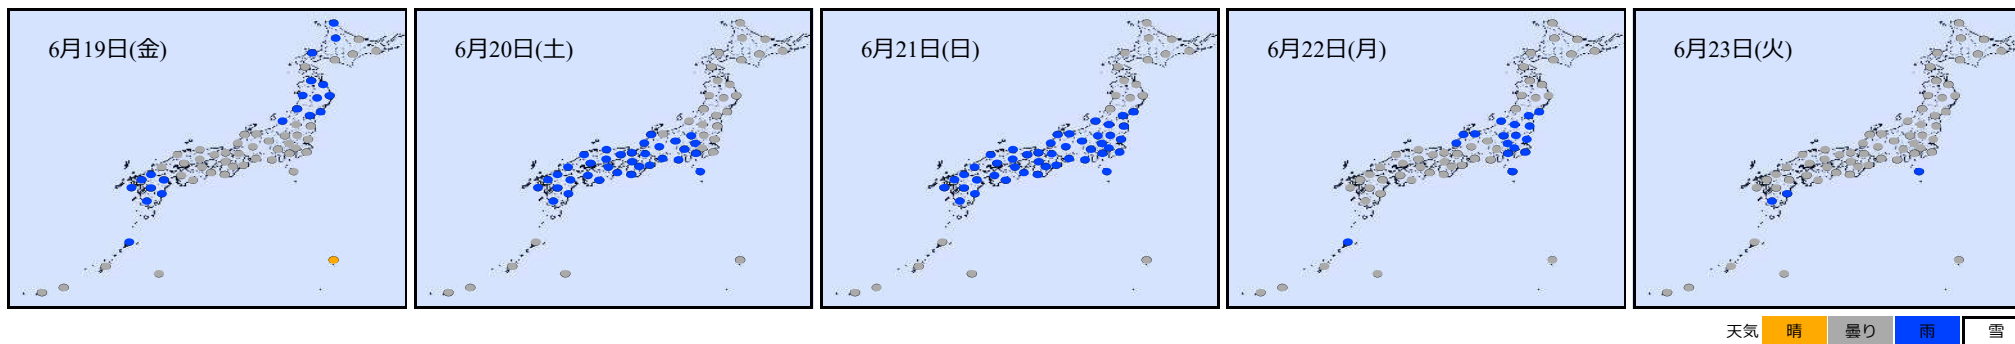 6月19日(金)
6月20日(土)
6月21日(日)
6月22日(月)
6月23日(火)
天気 晴 曇り 雨 雪